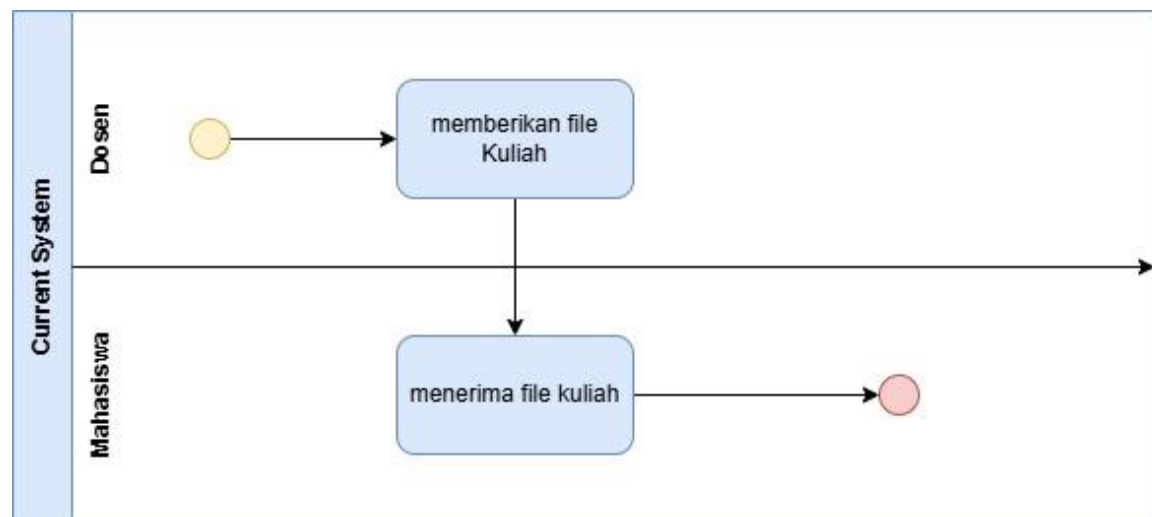 Current System
Dosen
memberikan file
Kuliah
Mahasiswa
menerima file kuliah